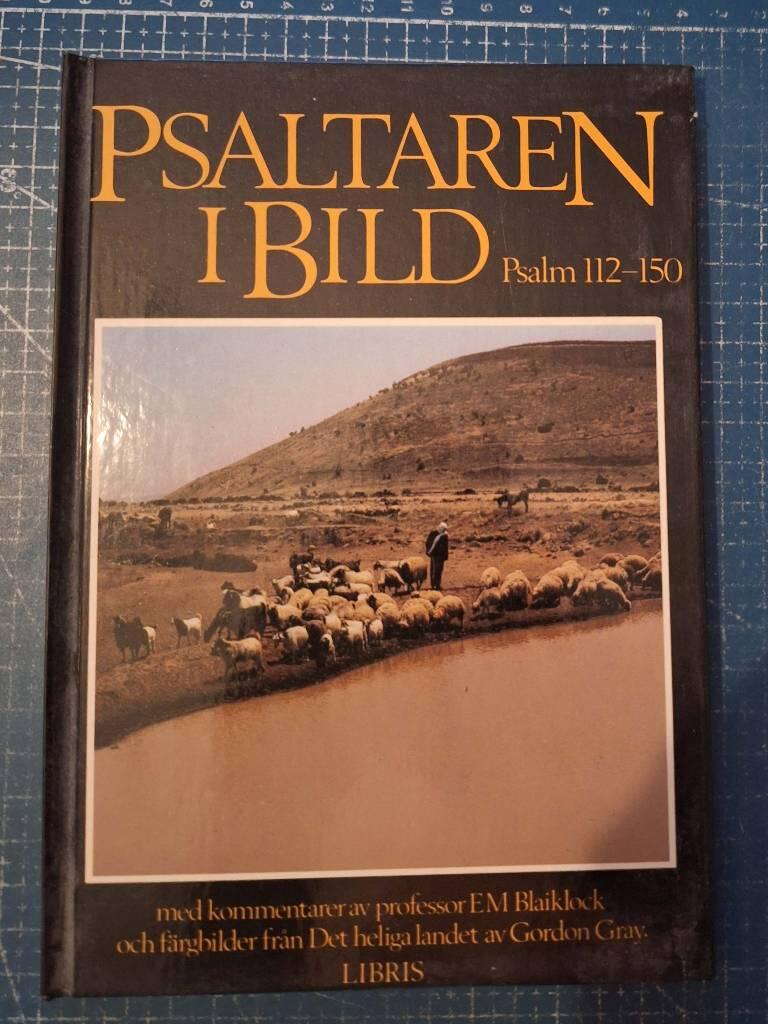 PSALTAREN
I BILD
Psalm 112–150
med kommentarer av professor E M Blaiklock
och färgbilder från Det heliga landet av Gordon Gray.
LIBRIS